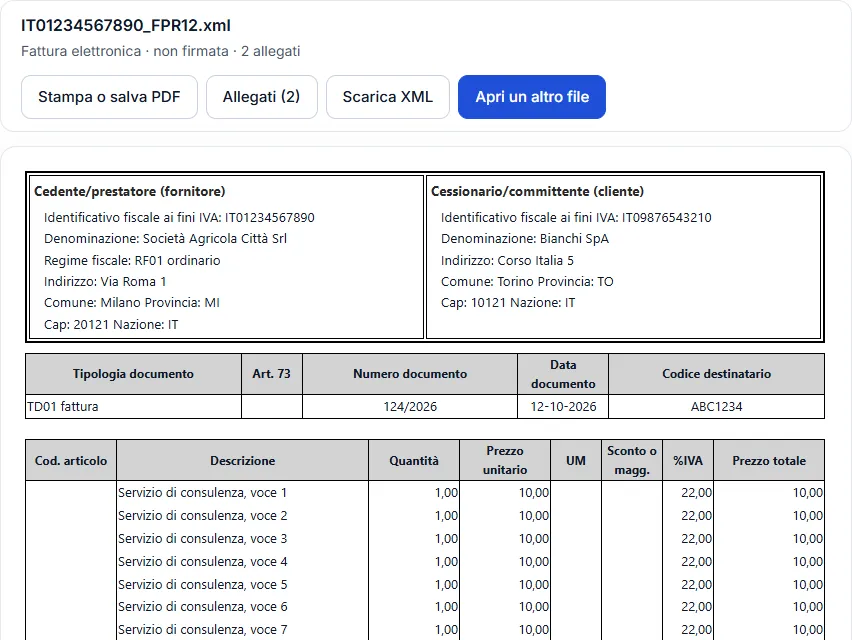 IT01234567890_FPR12.xml
Fattura elettronica · non firmata · 2 allegati
Stampa o salva PDF
Allegati (2)
Scarica XML
Apri un altro file
Cedente/prestatore (fornitore)
Identificativo fiscale ai fini IVA: IT01234567890
Denominazione: Società Agricola Città Srl
Regime fiscale: RF01 ordinario
Indirizzo: Via Roma 1
Comune: Milano Provincia: MI
Cap: 20121 Nazione: IT
Cessionario/committente (cliente)
Identificativo fiscale ai fini IVA: IT09876543210
Denominazione: Bianchi SpA
Indirizzo: Corso Italia 5
Comune: Torino Provincia: TO
Cap: 10121 Nazione: IT
Tipologia documento Art. 73 Numero documento Data documento Codice destinatario
TD01 fattura 124/2026 12-10-2026 ABC1234
Cod. articolo Descrizione Quantità Prezzo unitario UM Sconto o magg. %IVA Prezzo totale
Servizio di consulenza, voce 1 1,00 10,00 22,00 10,00
Servizio di consulenza, voce 2 1,00 10,00 22,00 10,00
Servizio di consulenza, voce 3 1,00 10,00 22,00 10,00
Servizio di consulenza, voce 4 1,00 10,00 22,00 10,00
Servizio di consulenza, voce 5 1,00 10,00 22,00 10,00
Servizio di consulenza, voce 6 1,00 10,00 22,00 10,00
Servizio di consulenza, voce 7 1,00 10,00 22,00 10,00